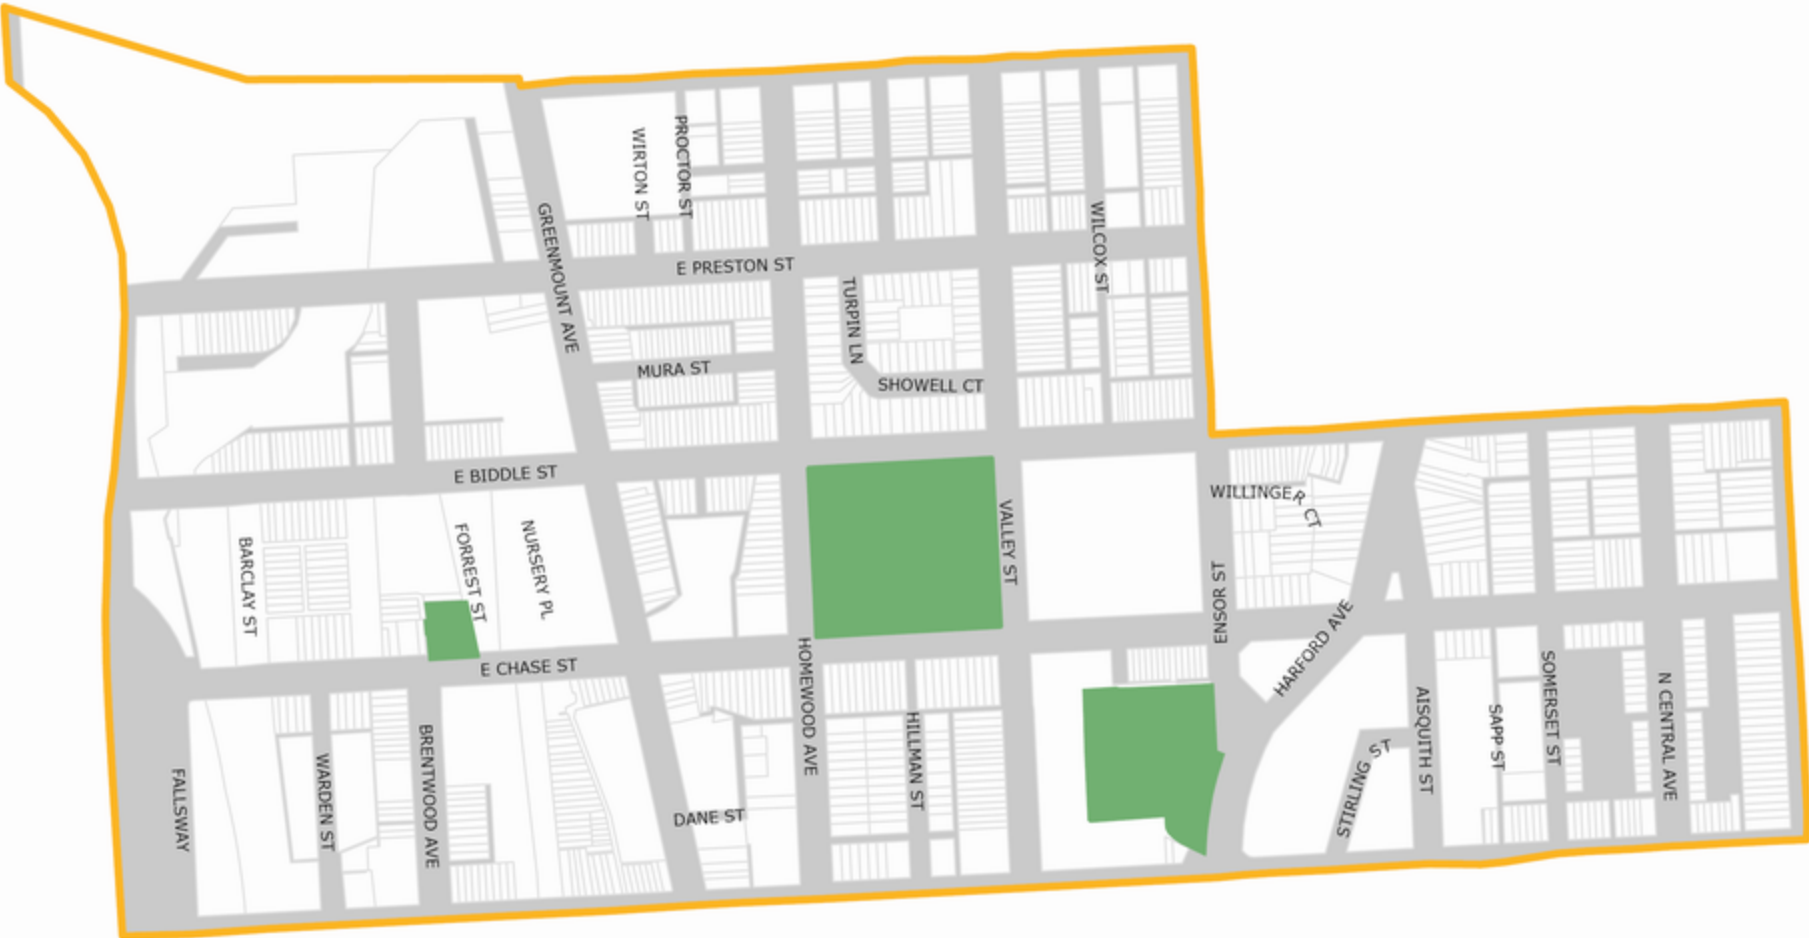 WIRTON ST
PROCTOR ST
GREENMOUNT AVE
WILCOX ST
E PRESTON ST
TURPIN LN
MURA ST
SHOWELL CT
E BIDDLE ST
WILLINGER CT
BARCLAY ST
FORREST ST
NURSERY PL
VALLEY ST
ENSOR ST
HARFORD AVE
E CHASE ST
HOMEWOOD AVE
HILLMAN ST
AISQUITH ST
SAPP ST
SOMERSET ST
N CENTRAL AVE
FALLSWAY
WARDEN ST
BRENTWOOD AVE
DANE ST
STIRLING ST